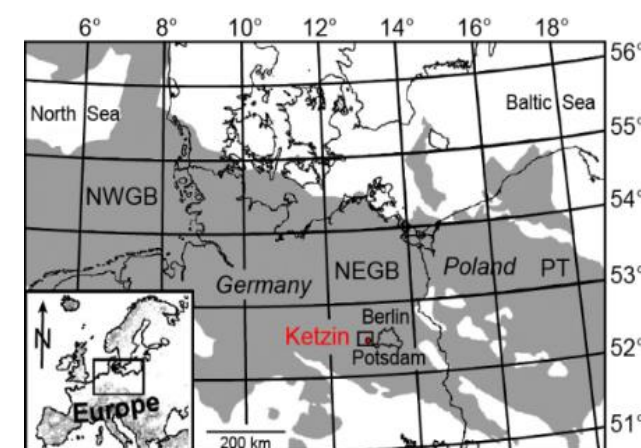 6° 8° 10° 12° 14° 16° 18°
56°
North Sea
Baltic Sea
55°
NWGB
54°
Germany
NEGB
Poland
PT
53°
N
Ketzin
Berlin
Potsdam
52°
Europe
200 km
51°